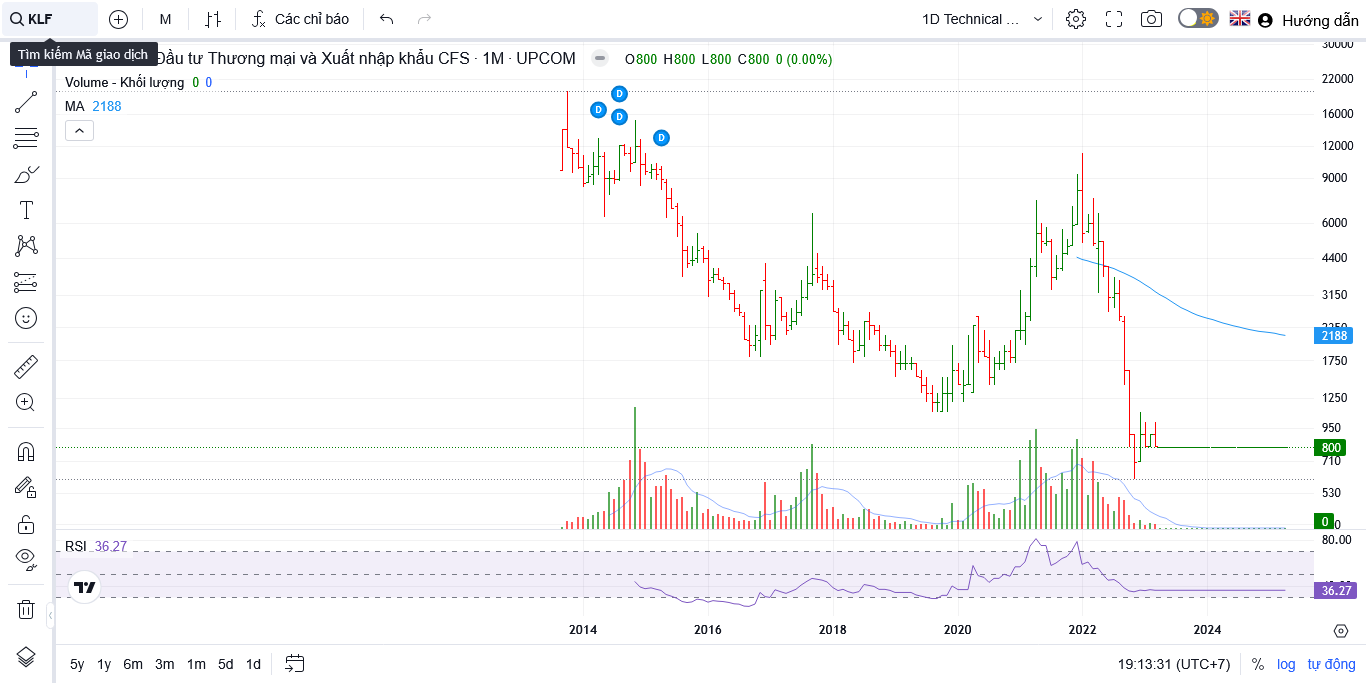 KLF
M
Các chỉ báo
1D Technical ...
Hướng dẫn
Tìm kiếm Mã giao dịch
Đầu tư Thương mại và Xuất nhập khẩu CFS · 1M · UPCOM
O800 H800 L800 C800 0 (0.00%)
Volume - Khối lượng 0 0
MA 2188
D
D
D
D
30000
22000
16000
12000
9000
6000
4400
3150
2250
2188
1750
1250
950
800
710
530
0
RSI 36.27
80.00
36.27
2014 2016 2018 2020 2022 2024
5y 1y 6m 3m 1m 5d 1d
19:13:31 (UTC+7) % log tự động